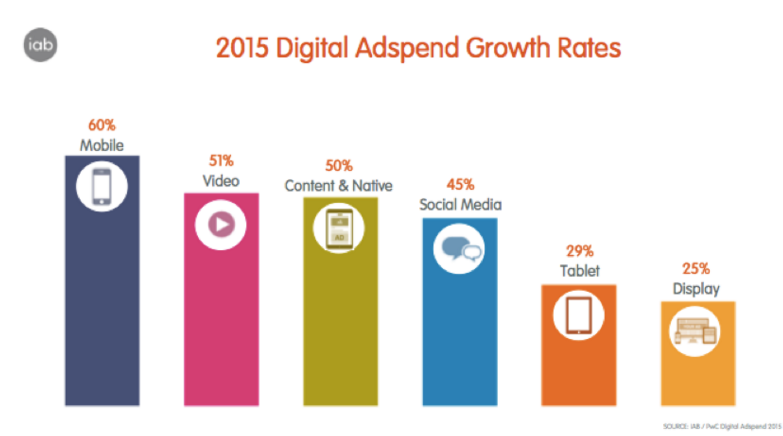 iab
2015 Digital Adspend Growth Rates
60%
Mobile
51%
Video
50%
Content & Native
45%
Social Media
29%
Tablet
25%
Display
AD
SOURCE: IAB / PwC Digital Adspend 2015